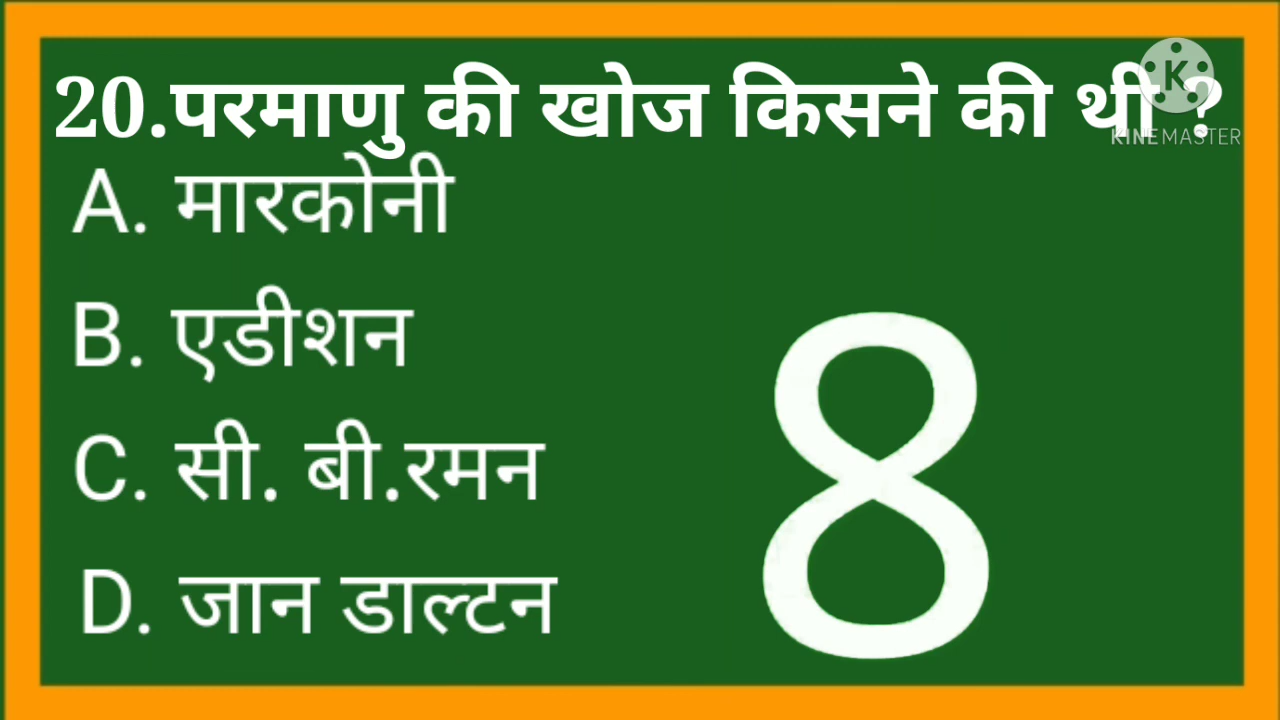 20.परमाणु की खोज किसने की थी ?
K
KINEMASTER
A. मारकोनी
B. एडीशन
C. सी. बी.रमन
D. जान डाल्टन
8